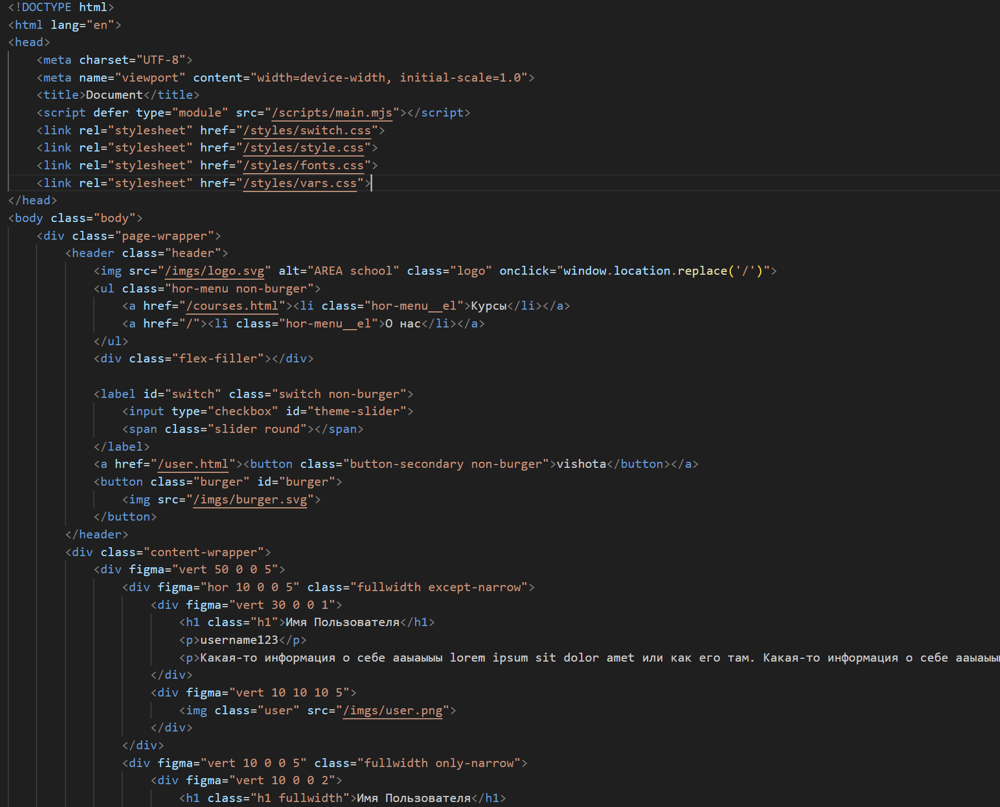 <!DOCTYPE html>
<html lang="en">
<head>
    <meta charset="UTF-8">
    <meta name="viewport" content="width=device-width, initial-scale=1.0">
    <title>Document</title>
    <script defer type="module" src="/scripts/main.mjs"></script>
    <link rel="stylesheet" href="/styles/switch.css">
    <link rel="stylesheet" href="/styles/style.css">
    <link rel="stylesheet" href="/styles/fonts.css">
    <link rel="stylesheet" href="/styles/vars.css">
</head>
<body class="body">
    <div class="page-wrapper">
        <header class="header">
            <img src="/imgs/logo.svg" alt="AREA school" class="logo" onclick="window.location.replace('/')">
            <ul class="hor-menu non-burger">
                <a href="/courses.html"><li class="hor-menu__el">Курсы</li></a>
                <a href="/"><li class="hor-menu__el">О нас</li></a>
            </ul>
            <div class="flex-filler"></div>

            <label id="switch" class="switch non-burger">
                <input type="checkbox" id="theme-slider">
                <span class="slider round"></span>
            </label>
            <a href="/user.html"><button class="button-secondary non-burger">vishota</button></a>
            <button class="burger" id="burger">
                <img src="/imgs/burger.svg">
            </button>
        </header>
        <div class="content-wrapper">
            <div figma="vert 50 0 0 5">
                <div figma="hor 10 0 0 5" class="fullwidth except-narrow">
                    <div figma="vert 30 0 0 1">
                        <h1 class="h1">Имя Пользователя</h1>
                        <p>username123</p>
                        <p>Какая-то информация о себе ааыаыыы lorem ipsum sit dolor amet или как его там. Какая-то информация о себе
                    </div>
                    <div figma="vert 10 10 10 5">
                        <img class="user" src="/imgs/user.png">
                    </div>
                </div>
                <div figma="vert 10 0 0 5" class="fullwidth only-narrow">
                    <div figma="vert 10 0 0 2">
                        <h1 class="h1 fullwidth">Имя Пользователя</h1>